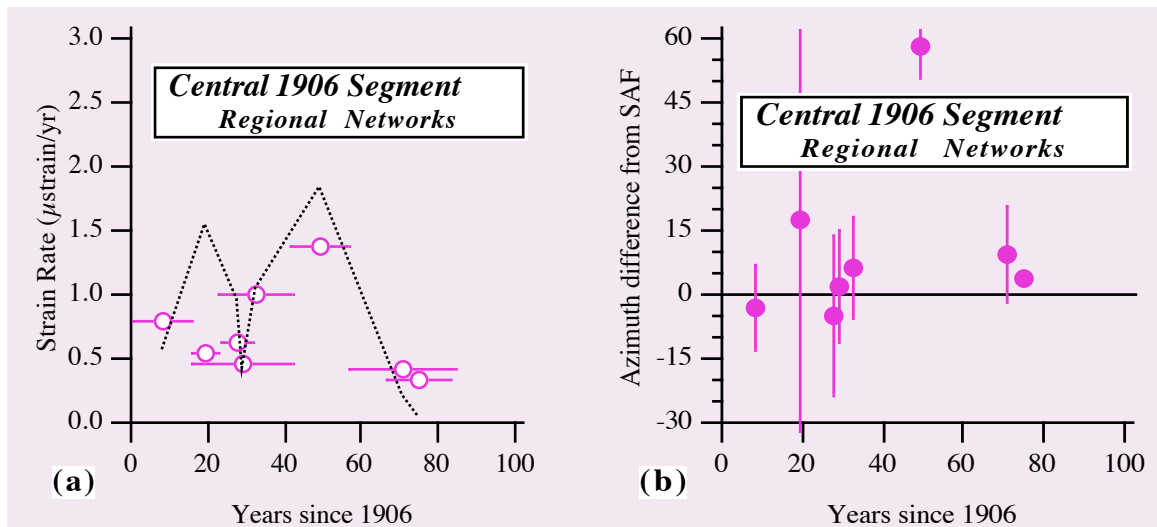 3.0
2.5
2.0
1.5
1.0
0.5
0.0
Strain Rate (µstrain/yr)
Central 1906 Segment
Regional Networks
0 20 40 60 80 100
(a)
Years since 1906
60
45
30
15
0
-15
-30
Azimuth difference from SAF
Central 1906 Segment
Regional Networks
0 20 40 60 80 100
(b)
Years since 1906